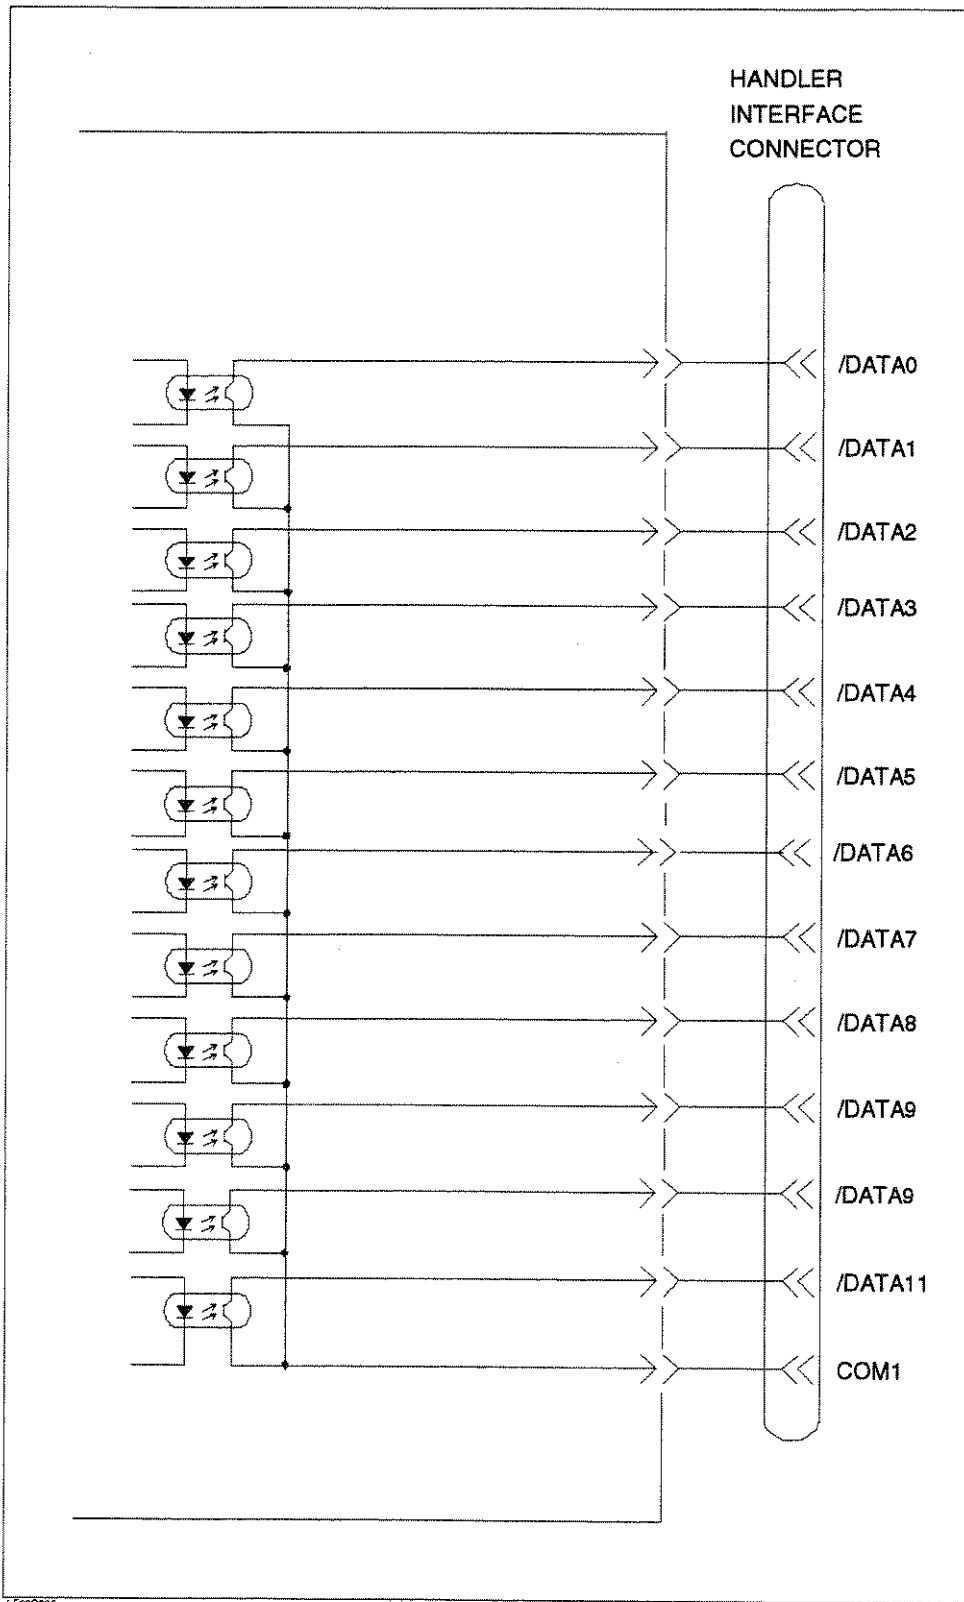 HANDLER
INTERFACE
CONNECTOR
/DATA0
/DATA1
/DATA2
/DATA3
/DATA4
/DATA5
/DATA6
/DATA7
/DATA8
/DATA9
/DATA9
/DATA11
COM1